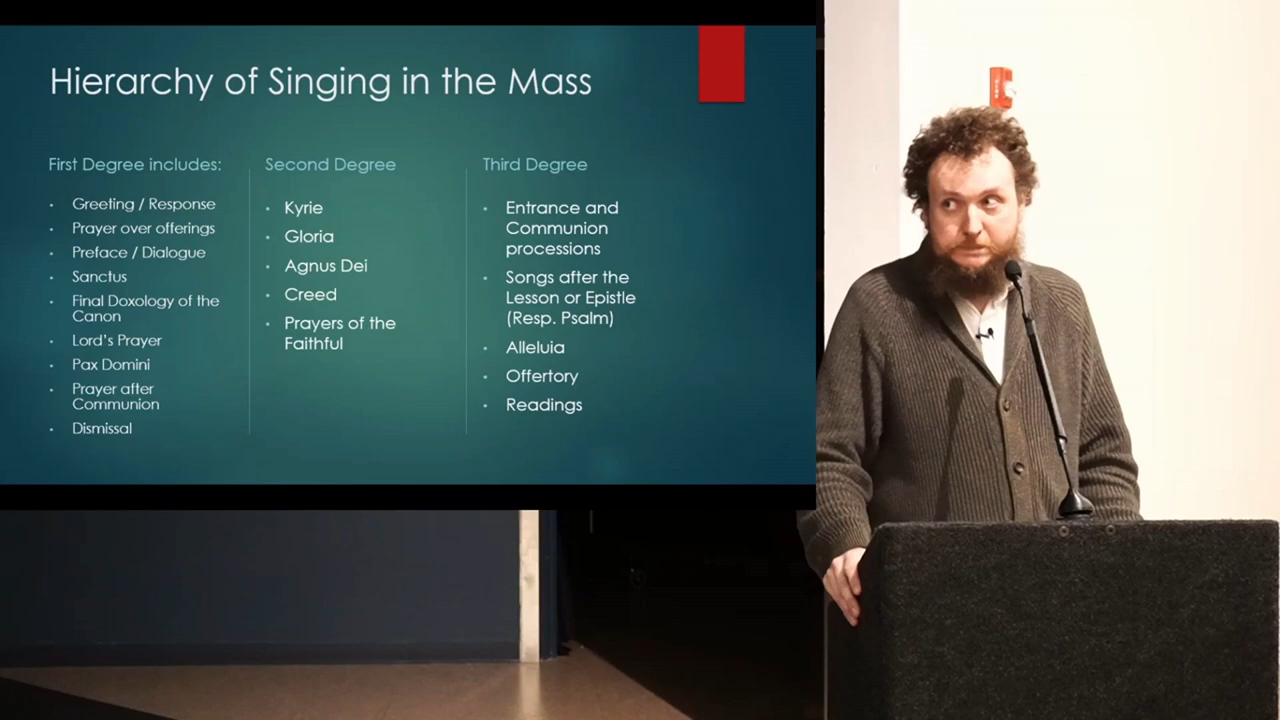 Hierarchy of Singing in the Mass
First Degree includes:
Greeting / Response
Prayer over offerings
Preface / Dialogue
Sanctus
Final Doxology of the
Canon
Lord's Prayer
Pax Domini
Prayer after
Communion
Dismissal
Second Degree
Kyrie
Gloria
Agnus Dei
Creed
Prayers of the
Faithful
Third Degree
Entrance and
Communion
processions
Songs after the
Lesson or Epistle
(Resp. Psalm)
Alleluia
Offertory
Readings